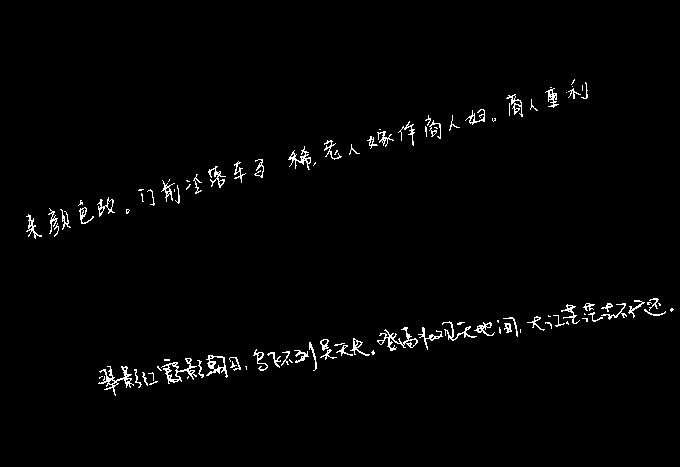 来颜色故。门前冷落车马 稀,老人嫁作商人妇。商人重利
翠影红霞影朝日,鸟飞不到吴天长。登高壮观天地间,大江茫茫去不还。